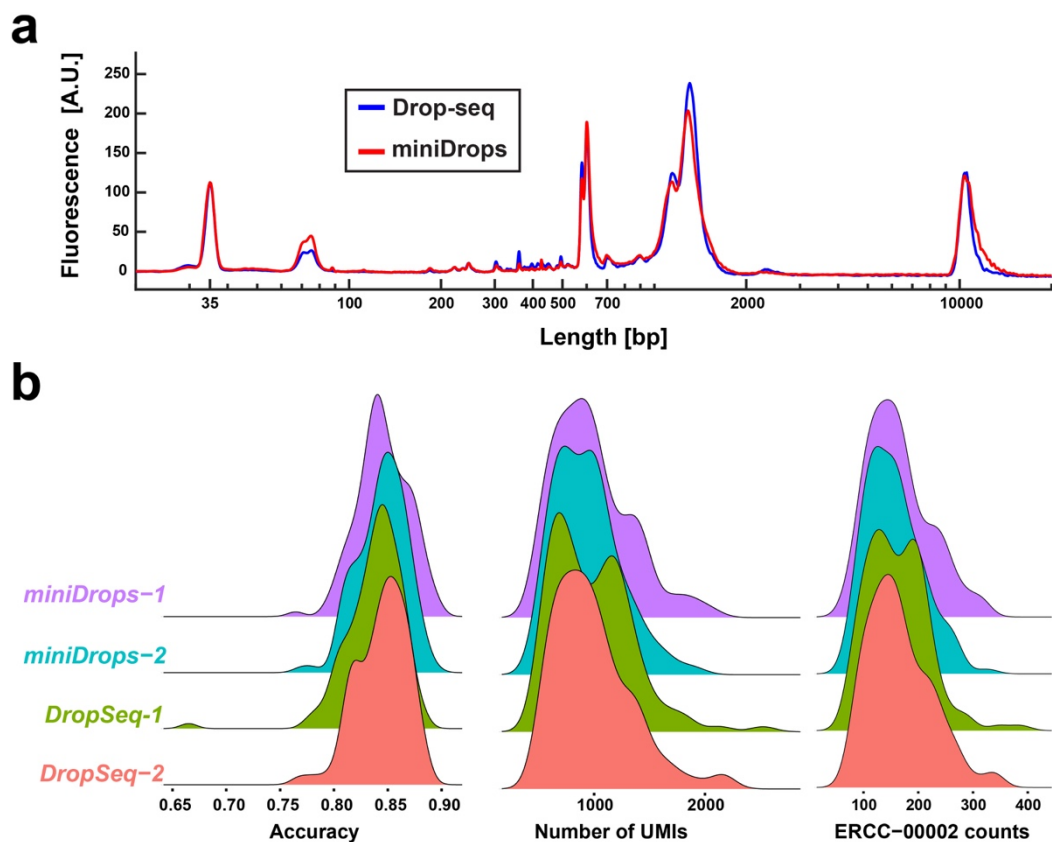 a
Fluorescence [A.U.]
250
200
150
100
50
0
Drop-seq
miniDrops
35 100 200 300 400 500 700 2000 10000
Length [bp]
b
miniDrops−1
miniDrops−2
DropSeq-1
DropSeq−2
0.65 0.70 0.75 0.80 0.85 0.90 1000 2000 100 200 300 400
Accuracy Number of UMIs ERCC−00002 counts